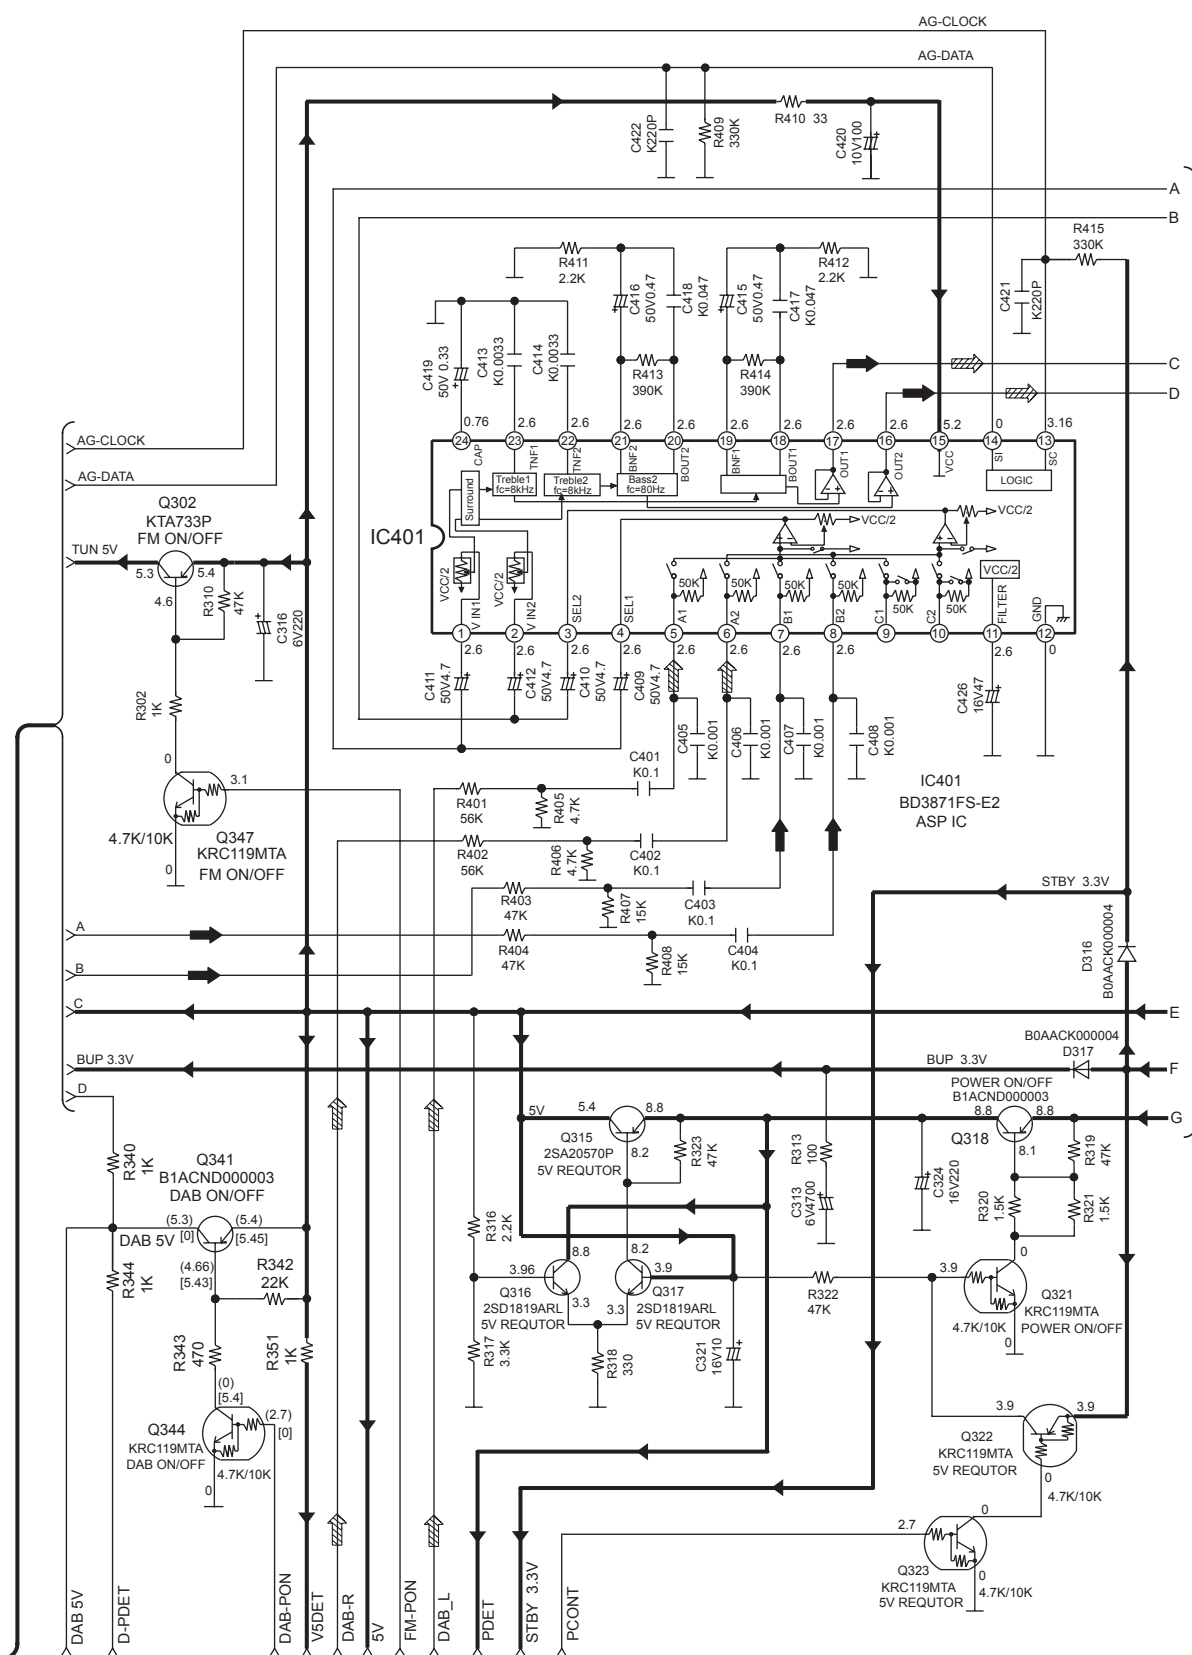 AG-CLOCK
AG-DATA
R410 33
C422
K220P
R409
330K
C420
10V100
A
B
R415
330K
R411
2.2K
R412
2.2K
C416
50V0.47
C418
K0.047
C415
50V0.47
C417
K0.047
C421
K220P
C419
50V 0.33
C413
K0.0033
C414
K0.0033
R413
390K
R414
390K
C
D
0.76 2.6 2.6 2.6 2.6 2.6 2.6 2.6 2.6 5.2 0 3.16
24 23 22 21 20 19 18 17 16 15 14 13
CAP TNF1 TNF2 BNF2 BOUT2 BNF1 BOUT1 OUT1 OUT2 VCC SI SC
AG-CLOCK
AG-DATA
Surround
Treble1
fc=8kHz
Treble2
fc=8kHz
Bass2
fc=80Hz
LOGIC
Q302
KTA733P
FM ON/OFF
IC401
VCC/2
VCC/2
TUN 5V
5.3 5.4
4.6
R310
47K
C316
6V220
VCC/2
VCC/2
50K 50K 50K 50K 50K 50K
VCC/2
V IN1 V IN2 SEL2 SEL1 A1 A2 B1 B2 C1 C2 FILTER GND
1 2 3 4 5 6 7 8 9 10 11 12
2.6 2.6 2.6 2.6 2.6 2.6 2.6 2.6 2.6 0
C411
50V4.7
C412
50V4.7
C410
50V4.7
C409
50V4.7
C426
16V47
R302
1K
C405
K0.001
C406
K0.001
C407
K0.001
C408
K0.001
0
3.1
C401
K0.1
IC401
BD3871FS-E2
ASP IC
R401
56K
R405
4.7K
4.7K/10K
Q347
KRC119MTA
FM ON/OFF
0
R402
56K
R406
4.7K
C402
K0.1
STBY 3.3V
R403
47K
R407
15K
C403
K0.1
A
R404
47K
R408
15K
C404
K0.1
D316
B0AACK000004
B
C
E
B0AACK000004
D317
BUP 3.3V
BUP 3.3V
F
POWER ON/OFF
B1ACND000003
D
5V
5.4 8.8
8.8 8.8
G
Q315
2SA20570P
5V REQUTOR
8.2
R323
47K
R313
100
Q318
8.1
R319
47K
R340
1K
Q341
B1ACND000003
DAB ON/OFF
C324
16V220
R320
1.5K
R321
1.5K
C313
6V4700
R316
2.2K
(5.3)
[0]
(5.4)
[5.45]
DAB 5V
(4.66)
[5.43]
R342
22K
R344
1K
8.8
8.2
0
3.96
3.9
3.9
Q316
2SD1819ARL
5V REQUTOR
3.3
3.3
Q317
2SD1819ARL
5V REQUTOR
R322
47K
Q321
KRC119MTA
POWER ON/OFF
4.7K/10K
0
R343
470
R351
1K
R317
3.3K
R318
330
C321
16V10
(0)
[5.4]
(2.7)
[0]
Q344
KRC119MTA
DAB ON/OFF
4.7K/10K
0
3.9
3.9
Q322
KRC119MTA
5V REQUTOR
0
4.7K/10K
0
2.7
Q323
KRC119MTA
5V REQUTOR
0
4.7K/10K
DAB 5V
D-PDET
DAB-PON
V5DET
DAB-R
5V
FM-PON
DAB_L
PDET
STBY 3.3V
PCONT